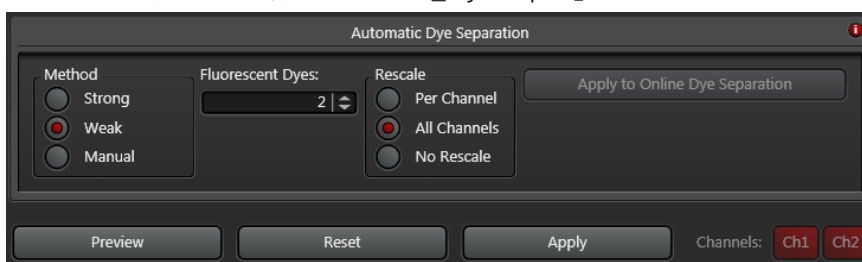 Automatic Dye Separation
Method
Strong
Weak
Manual
Fluorescent Dyes:
2
Rescale
Per Channel
All Channels
No Rescale
Apply to Online Dye Separation
Preview
Reset
Apply
Channels:
Ch1
Ch2